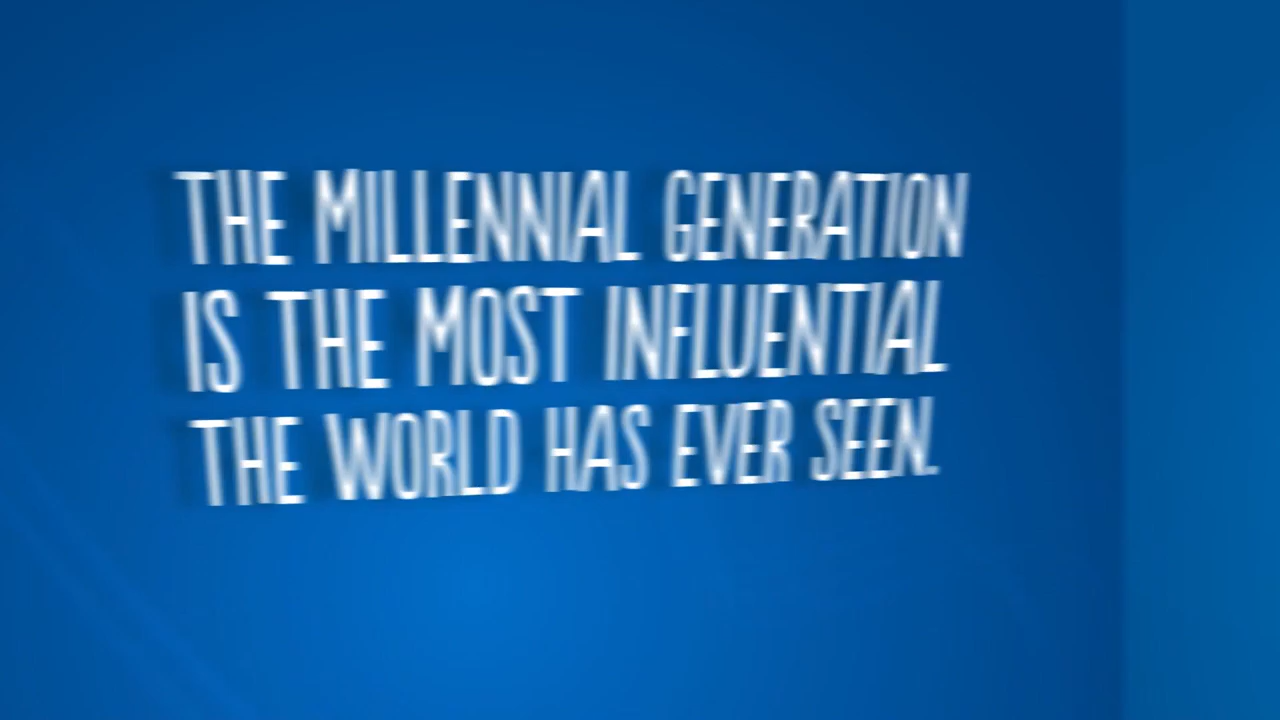 THE MILLENNIAL GENERATION
IS THE MOST INFLUENTIAL
THE WORLD HAS EVER SEEN.